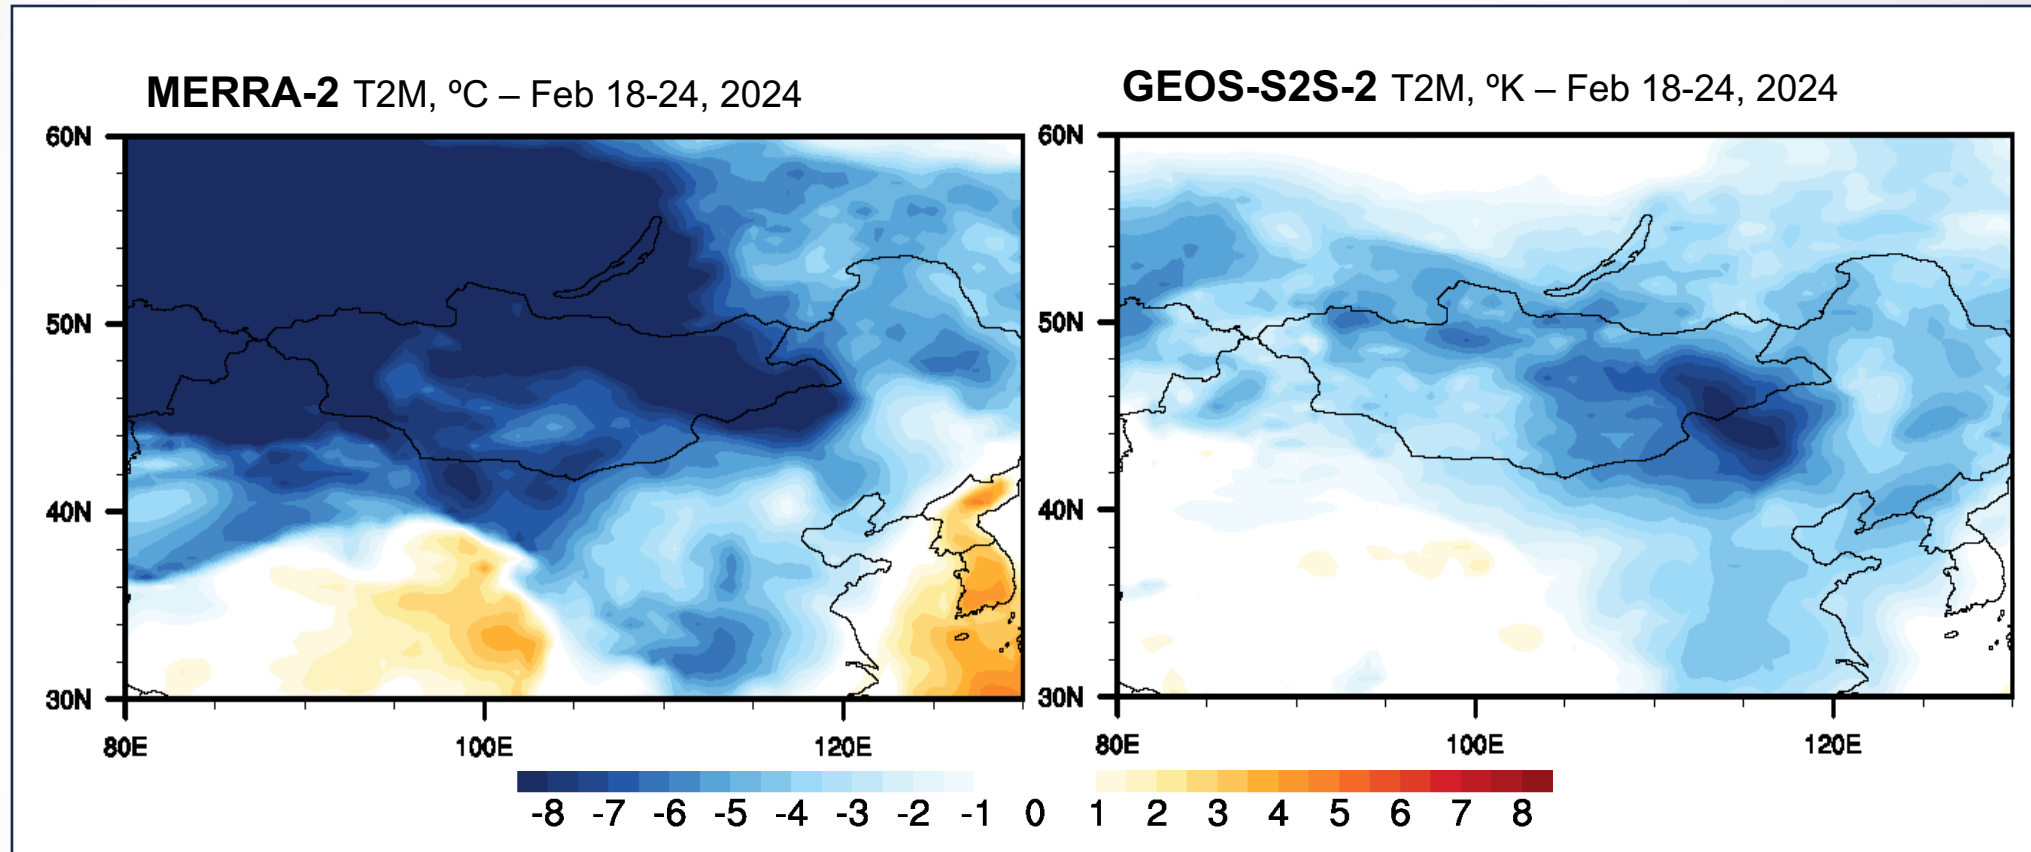 MERRA-2 T2M, ºC – Feb 18-24, 2024
GEOS-S2S-2 T2M, ºK – Feb 18-24, 2024
60N
50N
40N
30N
80E 100E 120E
60N
50N
40N
30N
80E 100E 120E
-8 -7 -6 -5 -4 -3 -2 -1 0 1 2 3 4 5 6 7 8